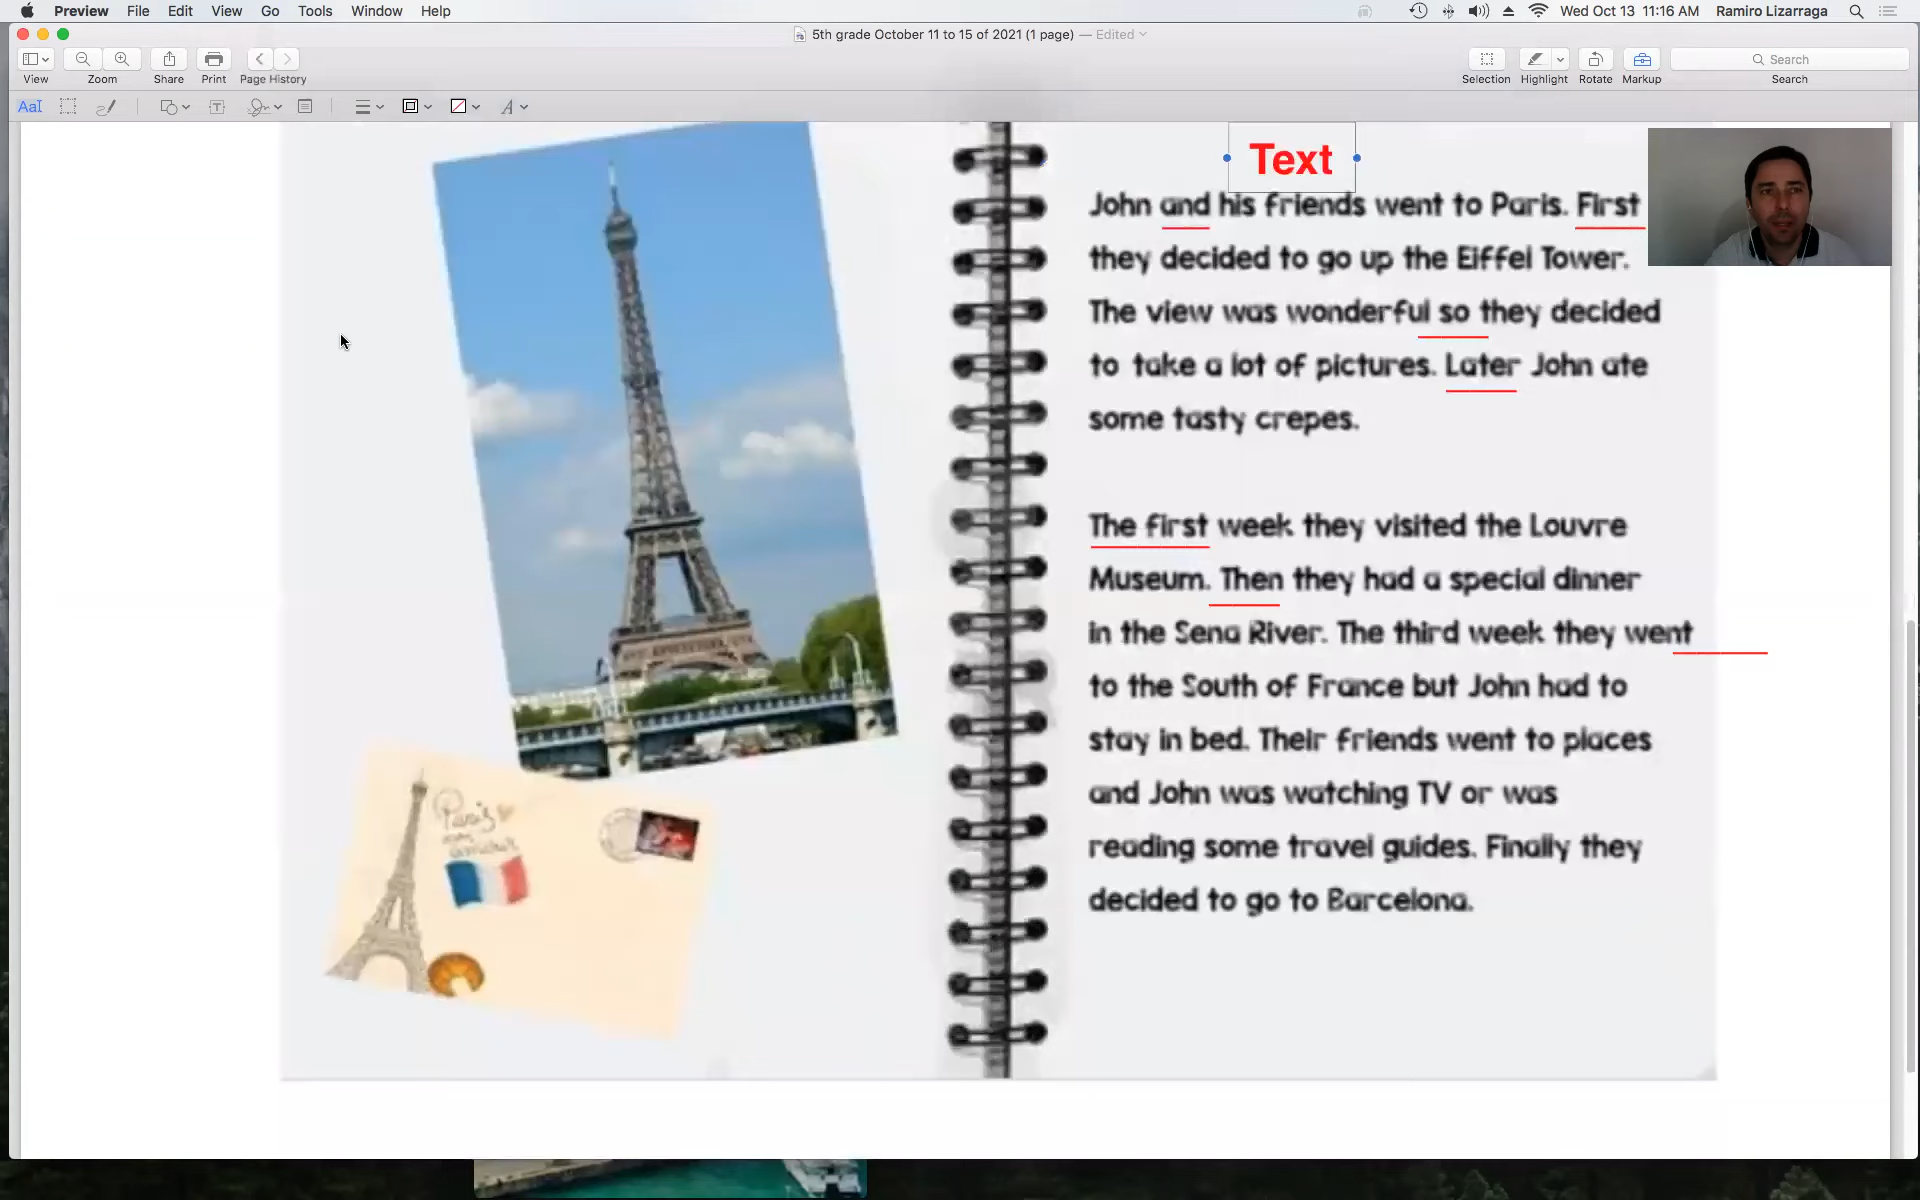 Preview File Edit View Go Tools Window Help Wed Oct 13 11:16 AM Ramiro Lizarraga
5th grade October 11 to 15 of 2021 (1 page) — Edited
View Zoom Share Print Page History Selection Highlight Rotate Markup Search
Search
AaI T A
Text
John and his friends went to Paris. First
they decided to go up the Eiffel Tower.
The view was wonderful so they decided
to take a lot of pictures. Later John ate
some tasty crepes.
The first week they visited the Louvre
Museum. Then they had a special dinner
in the Sena River. The third week they went
to the South of France but John had to
stay in bed. Their friends went to places
and John was watching TV or was
reading some travel guides. Finally they
decided to go to Barcelona.
Paris
mon
amour